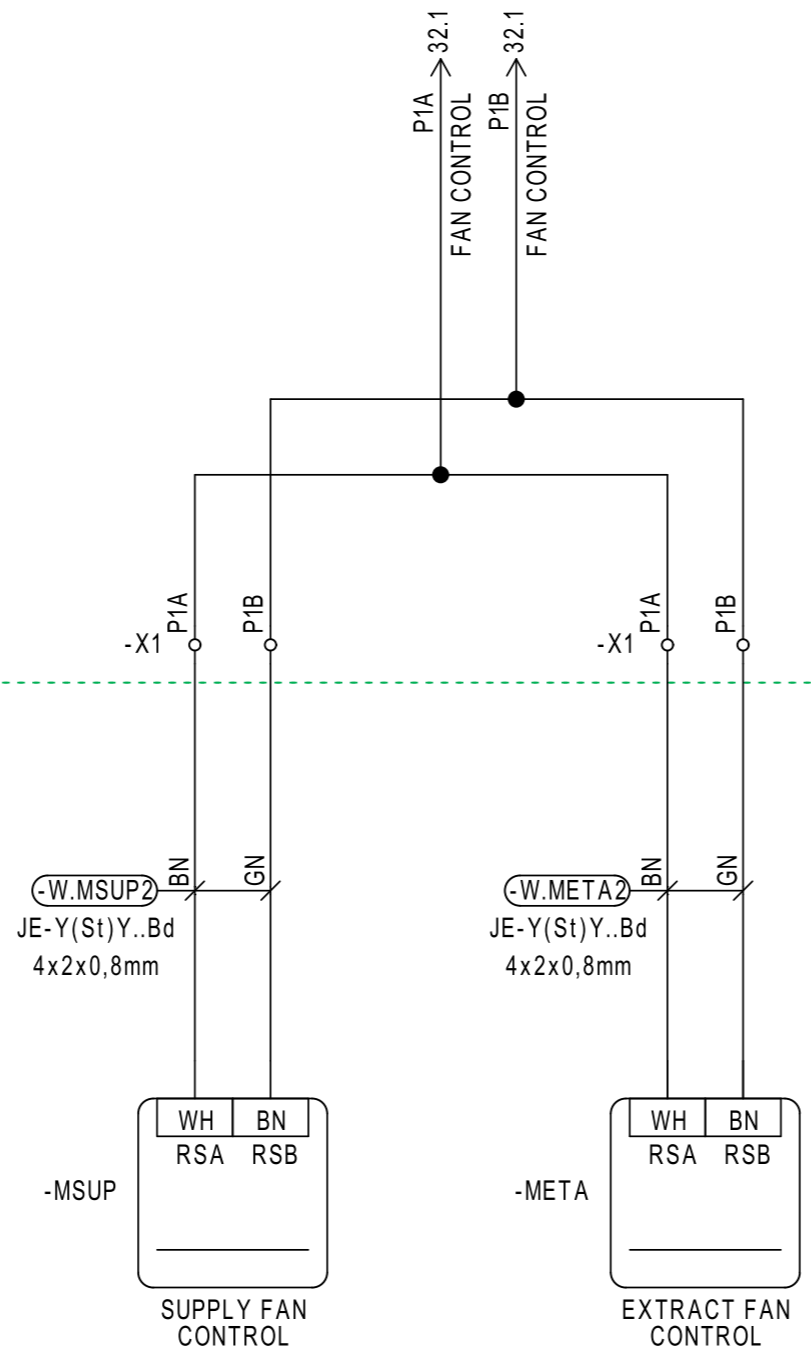 32.1
32.1
P1A
FAN CONTROL
P1B
FAN CONTROL
P1A
P1B
P1A
P1B
-X1
-X1
BN
GN
BN
GN
-W.MSUP2
-W.META2
JE-Y(St)Y..Bd
JE-Y(St)Y..Bd
4x2x0,8mm
4x2x0,8mm
WH BN
WH BN
RSA RSB
RSA RSB
-MSUP
-META
SUPPLY FAN
CONTROL
EXTRACT FAN
CONTROL